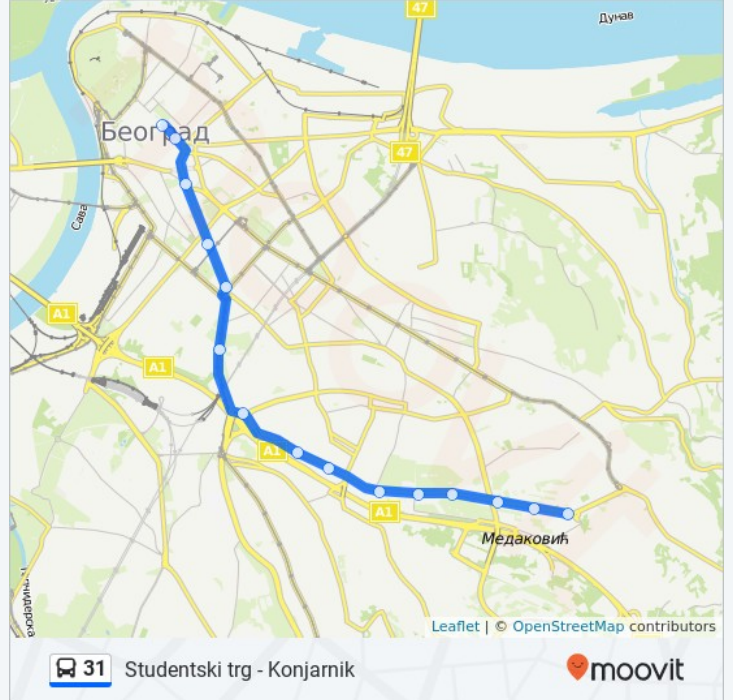 47
Дунав
Београд
47
Сава
A1
A1
A1
A1
Медаковић
Leaflet | © OpenStreetMap contributors
31 Studentski trg - Konjarnik
moovit